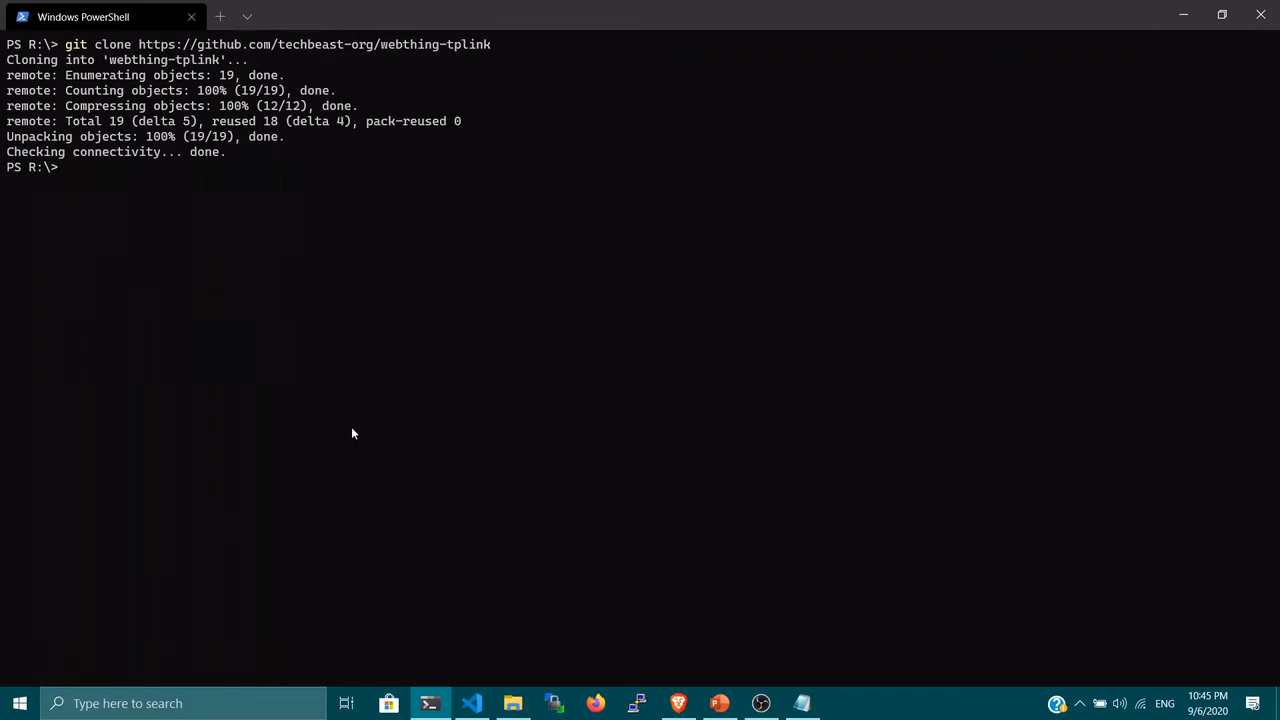 Windows PowerShell
PS R:\> git clone https://github.com/techbeast-org/webthing-tplink
Cloning into 'webthing-tplink'...
remote: Enumerating objects: 19, done.
remote: Counting objects: 100% (19/19), done.
remote: Compressing objects: 100% (12/12), done.
remote: Total 19 (delta 5), reused 18 (delta 4), pack-reused 0
Unpacking objects: 100% (19/19), done.
Checking connectivity... done.
PS R:\>
Type here to search
ENG
10:45 PM
9/6/2020